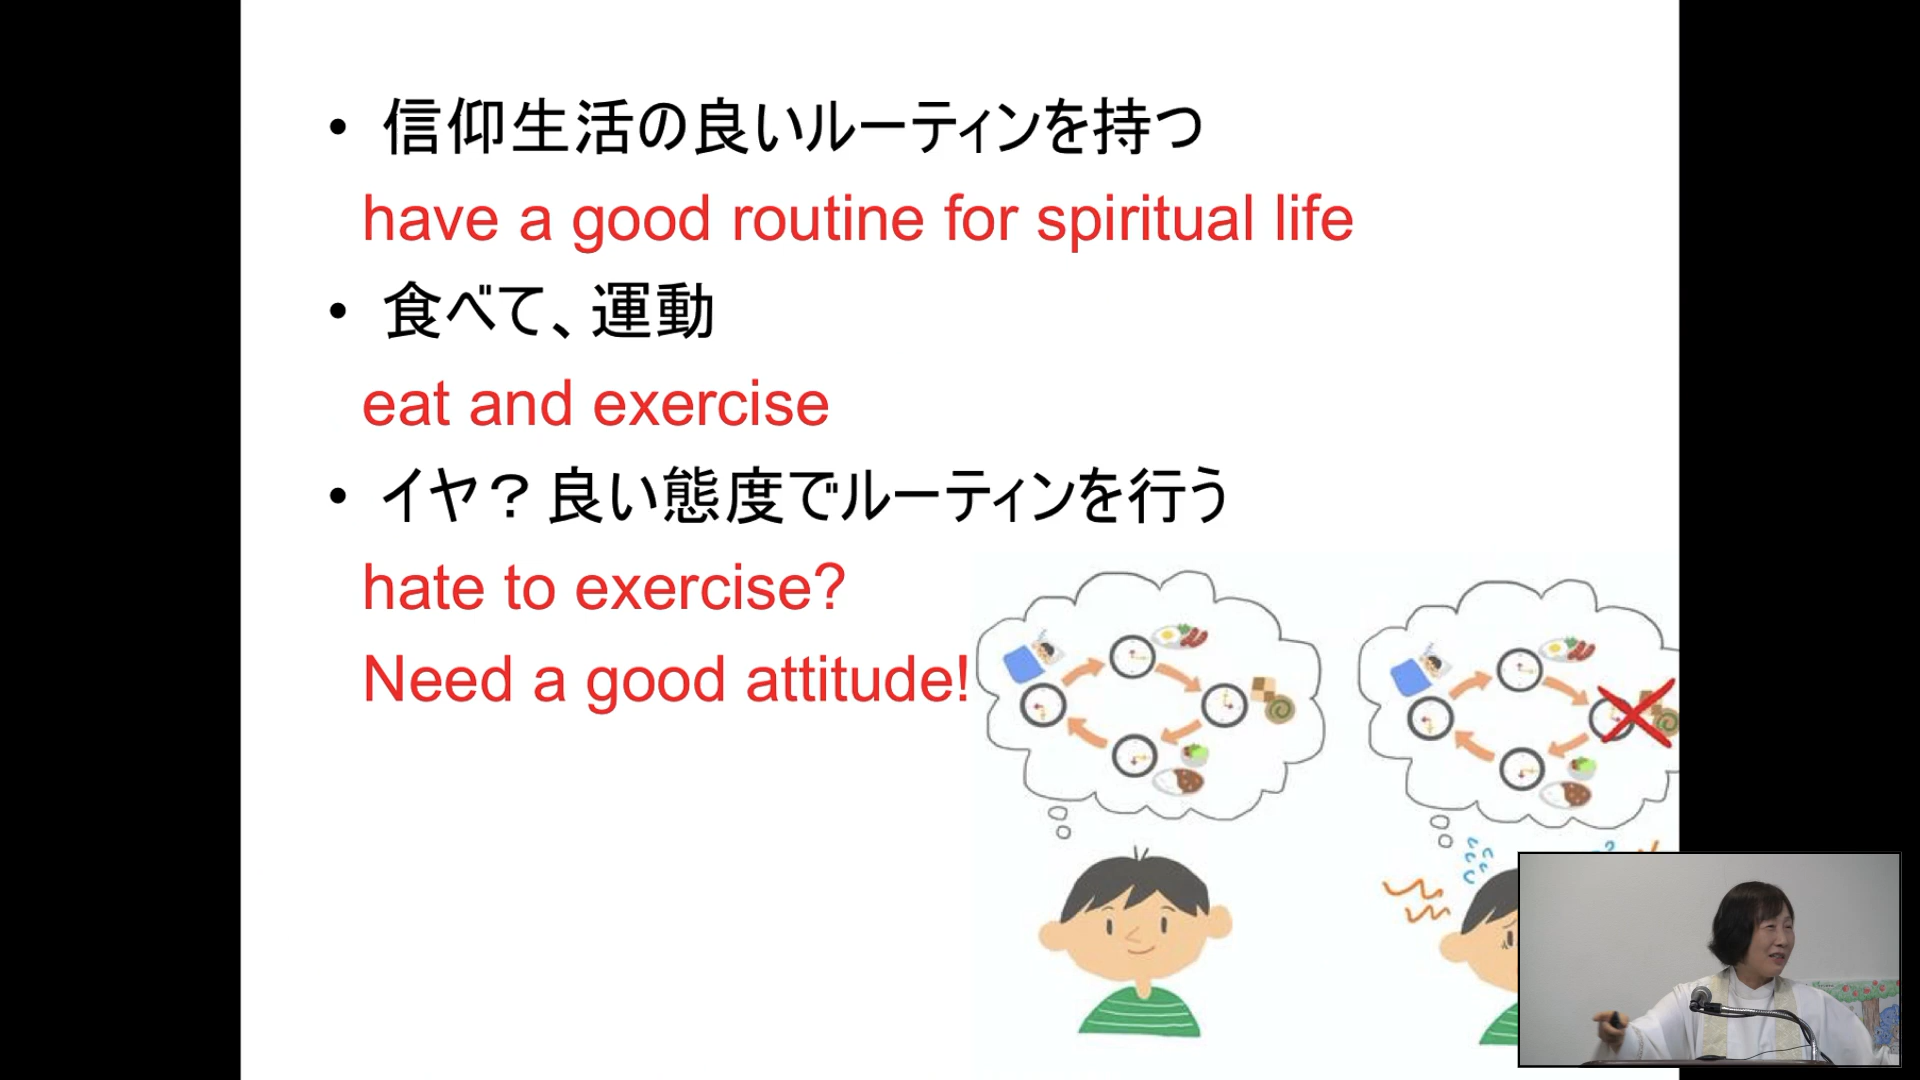 • 信仰生活の良いルーティンを持つ
have a good routine for spiritual life
• 食べて、運動
eat and exercise
• イヤ？良い態度でルーティンを行う
hate to exercise?
Need a good attitude!